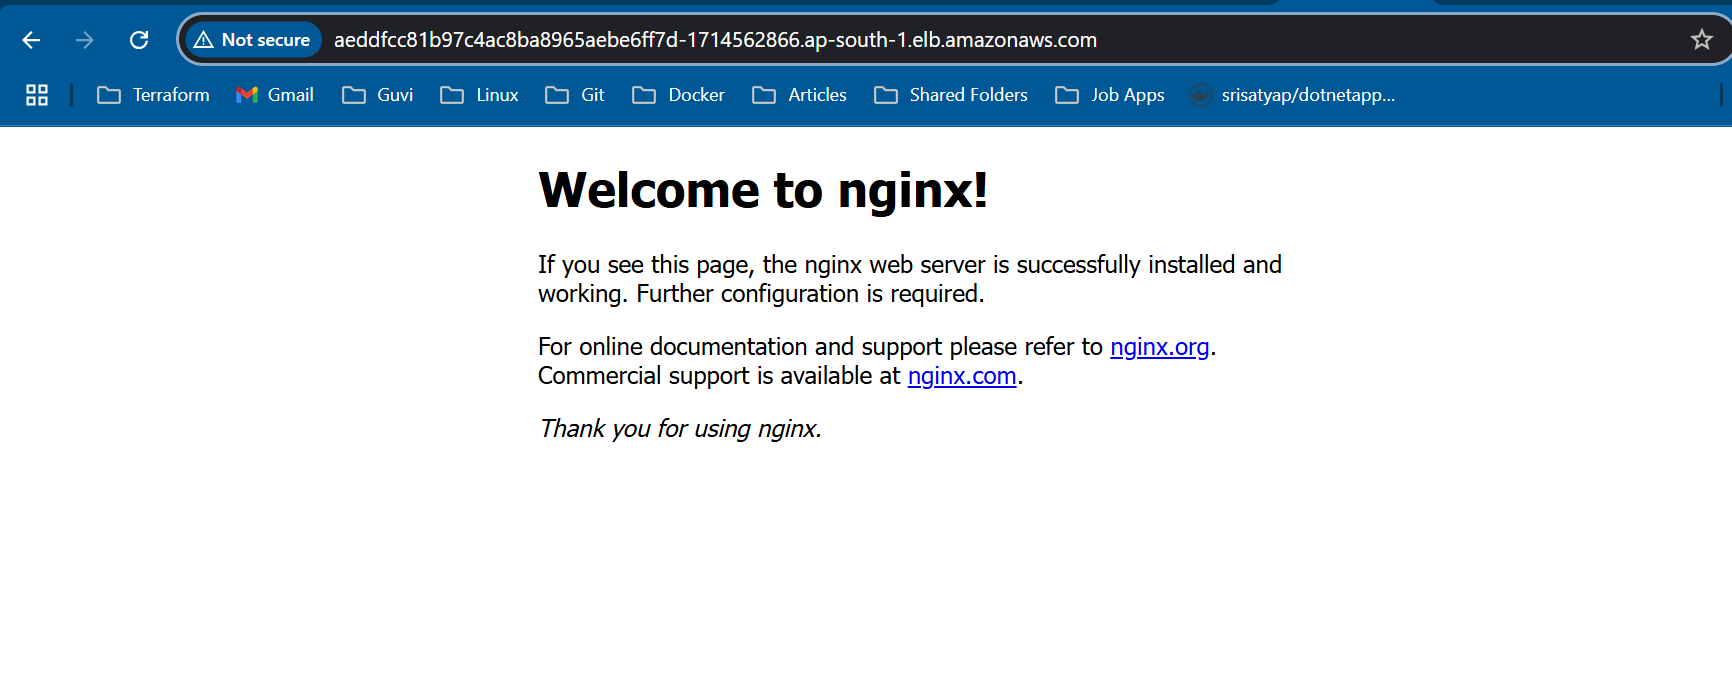 Not secure aeddfcc81b97c4ac8ba8965aebe6ff7d-1714562866.ap-south-1.elb.amazonaws.com
Terraform Gmail Guvi Linux Git Docker Articles Shared Folders Job Apps srisatyap/dotnetapp...
Welcome to nginx!
If you see this page, the nginx web server is successfully installed and
working. Further configuration is required.
For online documentation and support please refer to nginx.org.
Commercial support is available at nginx.com.
Thank you for using nginx.